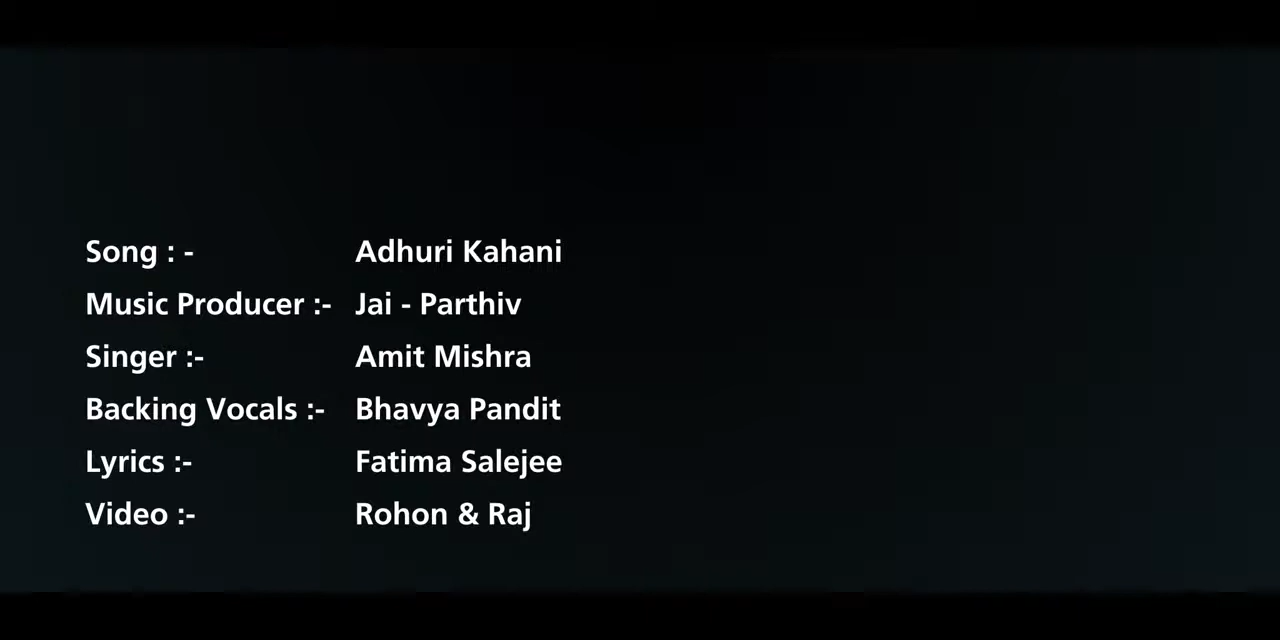 Song : - Adhuri Kahani
Music Producer :- Jai - Parthiv
Singer :- Amit Mishra
Backing Vocals :- Bhavya Pandit
Lyrics :- Fatima Salejee
Video :- Rohon & Raj